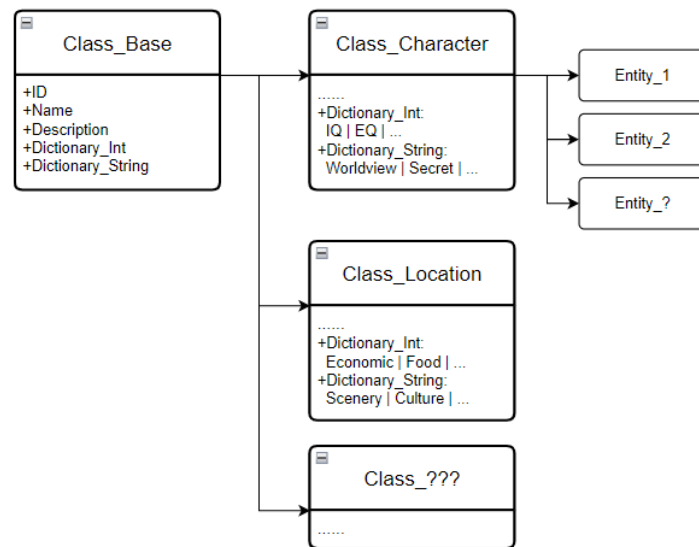 Class_Base
+ID
+Name
+Description
+Dictionary_Int
+Dictionary_String
Class_Character
......
+Dictionary_Int:
IQ | EQ | ...
+Dictionary_String:
Worldview | Secret | ...
Entity_1
Entity_2
Entity_?
Class_Location
......
+Dictionary_Int:
Economic | Food | ...
+Dictionary_String:
Scenery | Culture | ...
Class_???
......